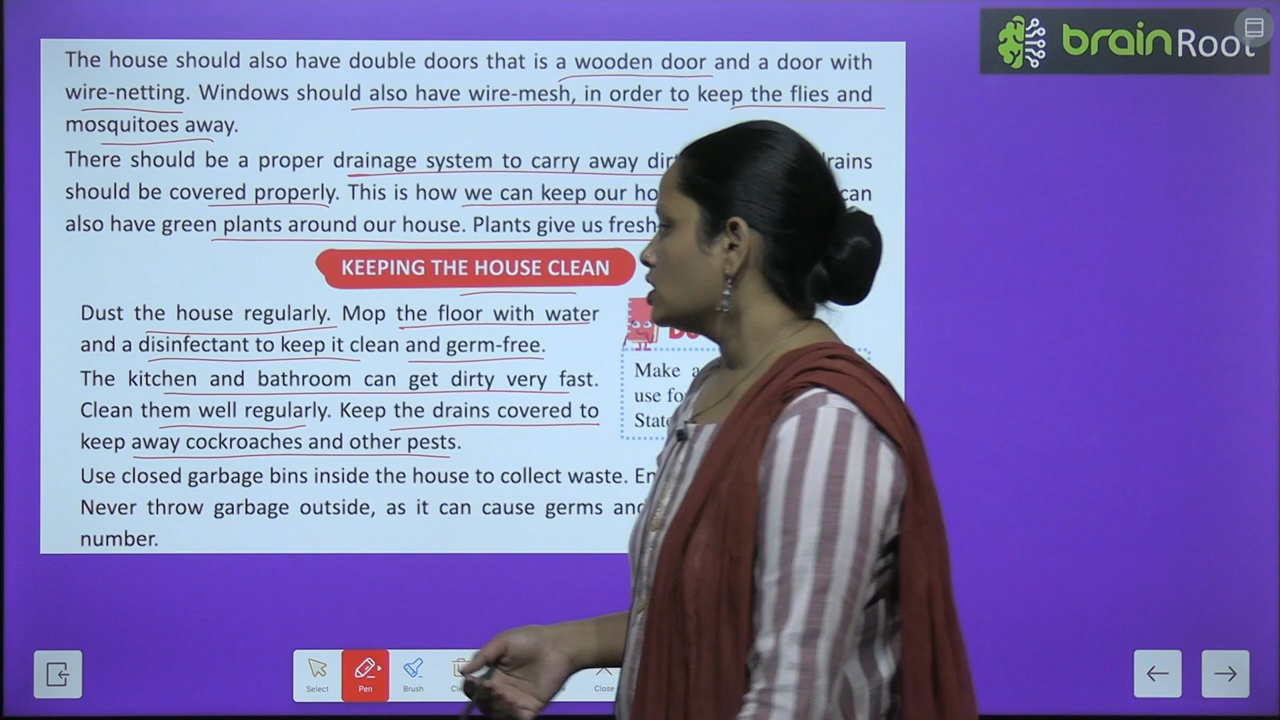 brainRoot
The house should also have double doors that is a wooden door and a door with
wire-netting. Windows should also have wire-mesh, in order to keep the flies and
mosquitoes away.
There should be a proper drainage system to carry away
should be covered properly. This is how we can keep our can
also have green plants around our house. Plants give us fresh
KEEPING THE HOUSE CLEAN
Dust the house regularly. Mop the floor with water
and a disinfectant to keep it clean and germ-free.
The kitchen and bathroom can get dirty very fast.
Clean them well regularly. Keep the drains covered to
keep away cockroaches and other pests.
Make
use
Use closed garbage bins inside the house to collect waste.
Never throw garbage outside, as it can cause germs
number.
Select Pen Brush Close